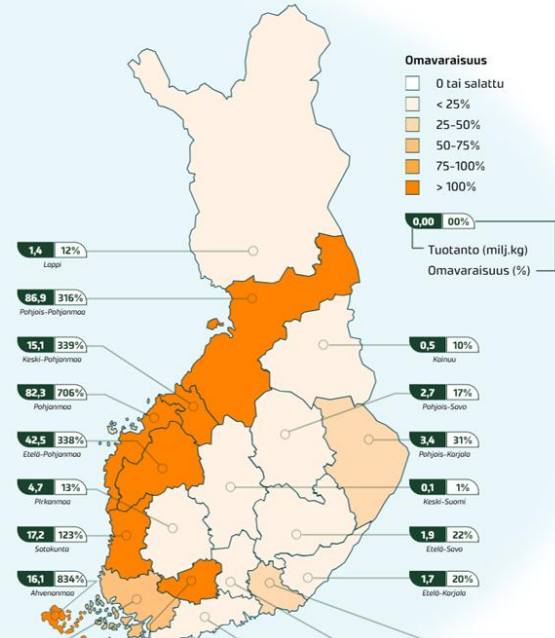 Omavaraisuus
0 tai salattu
< 25%
25-50%
50-75%
75-100%
> 100%
0,00 00%
Tuotanto (milj.kg)
Omavaraisuus (%)
1,4 12%
Lappi
86,9 316%
Pohjois-Pohjanmaa
15,1 339%
Keski-Pohjanmaa
82,3 706%
Pohjanmaa
42,5 338%
Etelä-Pohjanmaa
4,7 13%
Pirkanmaa
17,2 123%
Satakunta
16,1 834%
Ahvenanmaa
0,5 10%
Kainuu
2,7 17%
Pohjois-Savo
3,4 31%
Pohjois-Karjala
0,1 1%
Keski-Suomi
1,9 22%
Etelä-Savo
1,7 20%
Etelä-Karjala